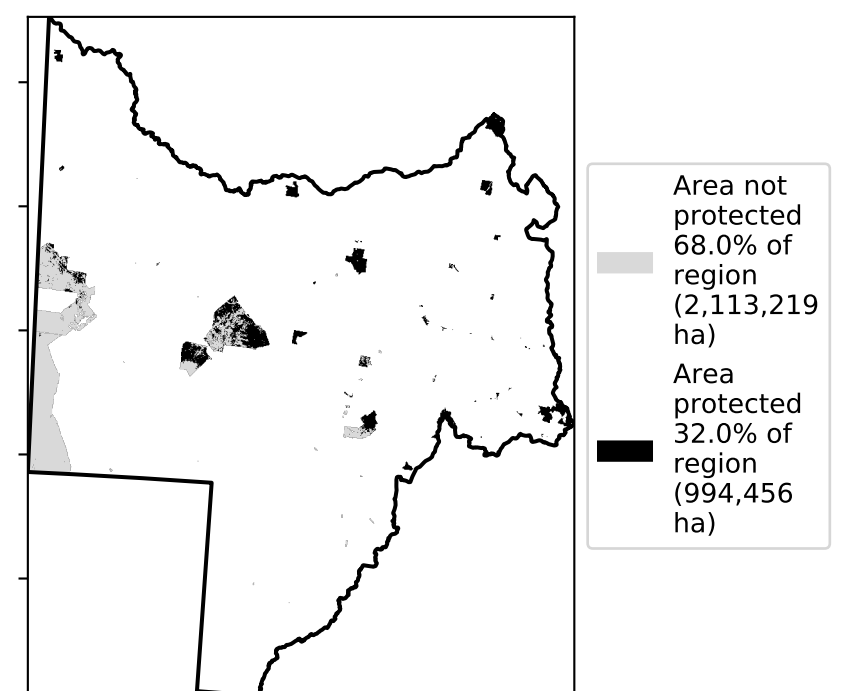 Area not
protected
68.0% of
region
(2,113,219
ha)
Area
protected
32.0% of
region
(994,456
ha)